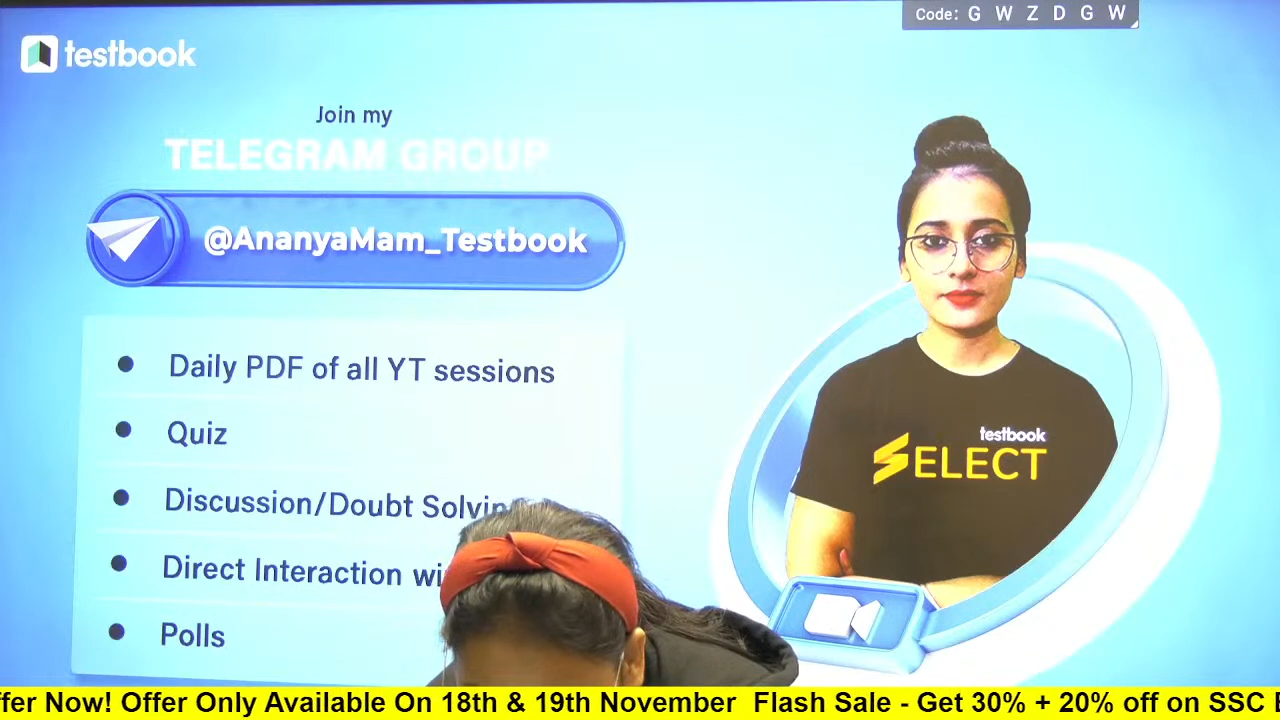 Code: G W Z D G W
testbook
Join my
TELEGRAM GROUP
@AnanyaMam_Testbook
Daily PDF of all YT sessions
Quiz
Discussion/Doubt Solvin
Direct Interaction wi
Polls
testbook
SELECT
ffer Now! Offer Only Available On 18th & 19th November Flash Sale - Get 30% + 20% off on SSC